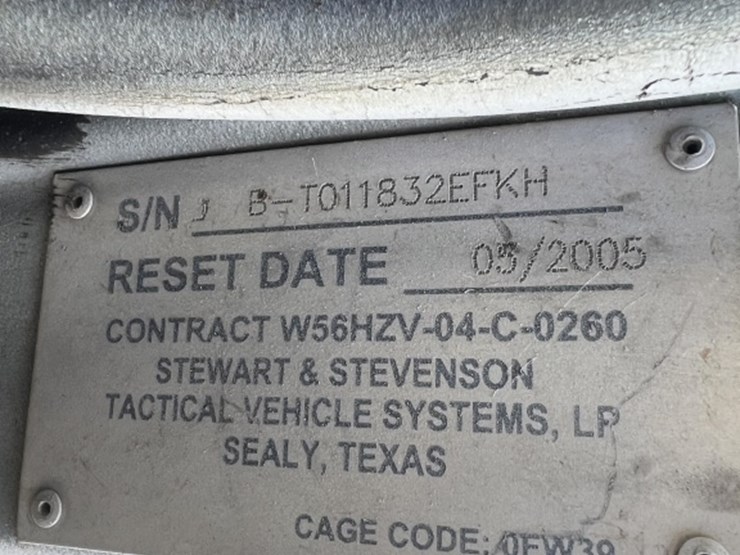 S/N J B-T011832EFKH
RESET DATE 05/2005
CONTRACT W56HZV-04-C-0260
STEWART & STEVENSON
TACTICAL VEHICLE SYSTEMS, LP
SEALY, TEXAS
CAGE CODE: 0FW39